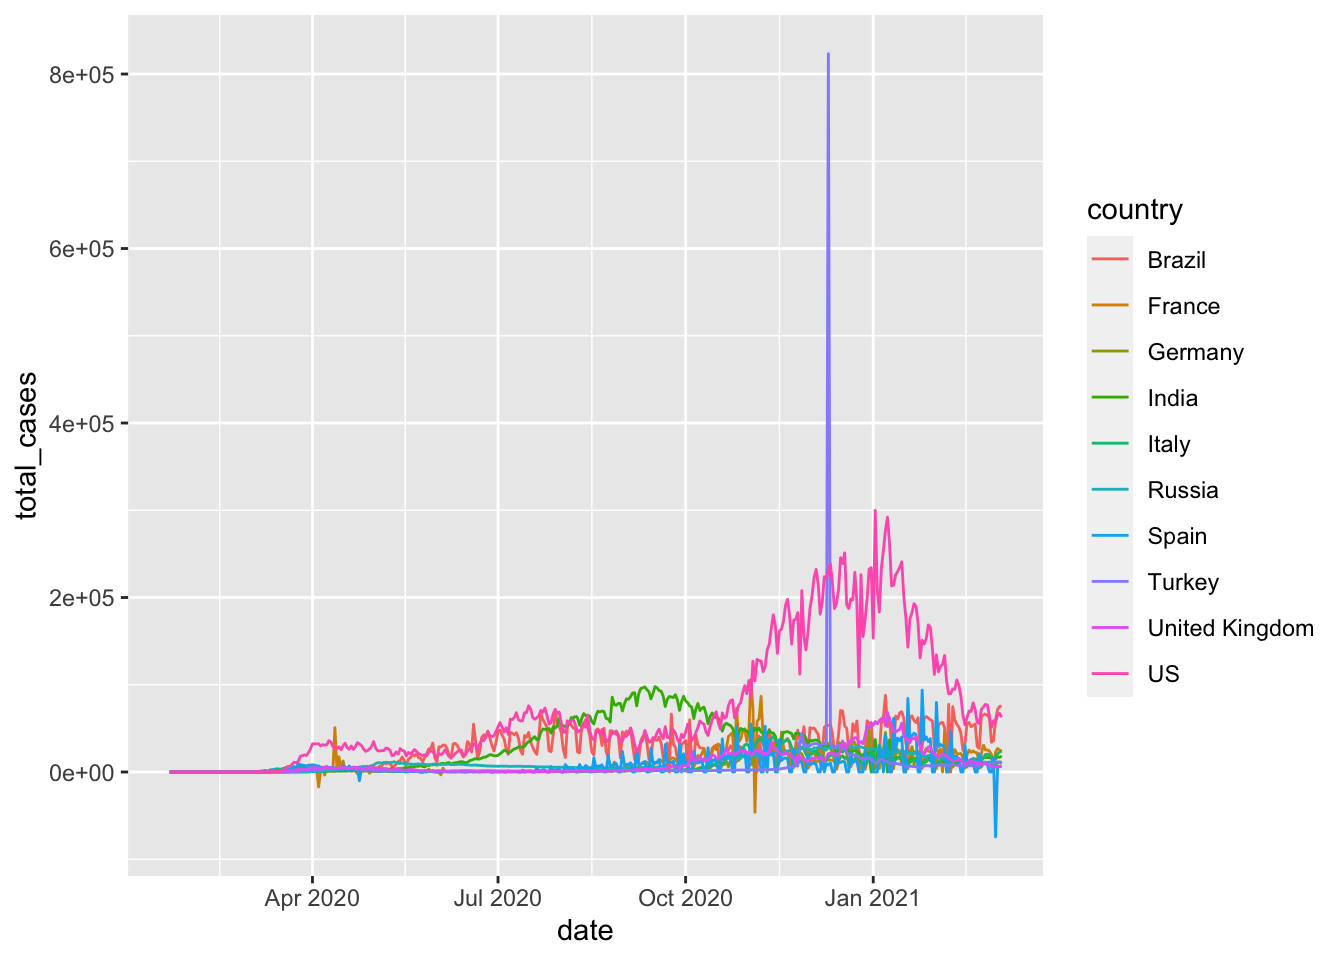 8e+05
6e+05
4e+05
2e+05
0e+00
total_cases
Apr 2020
Jul 2020
Oct 2020
Jan 2021
date
country
Brazil
France
Germany
India
Italy
Russia
Spain
Turkey
United Kingdom
US